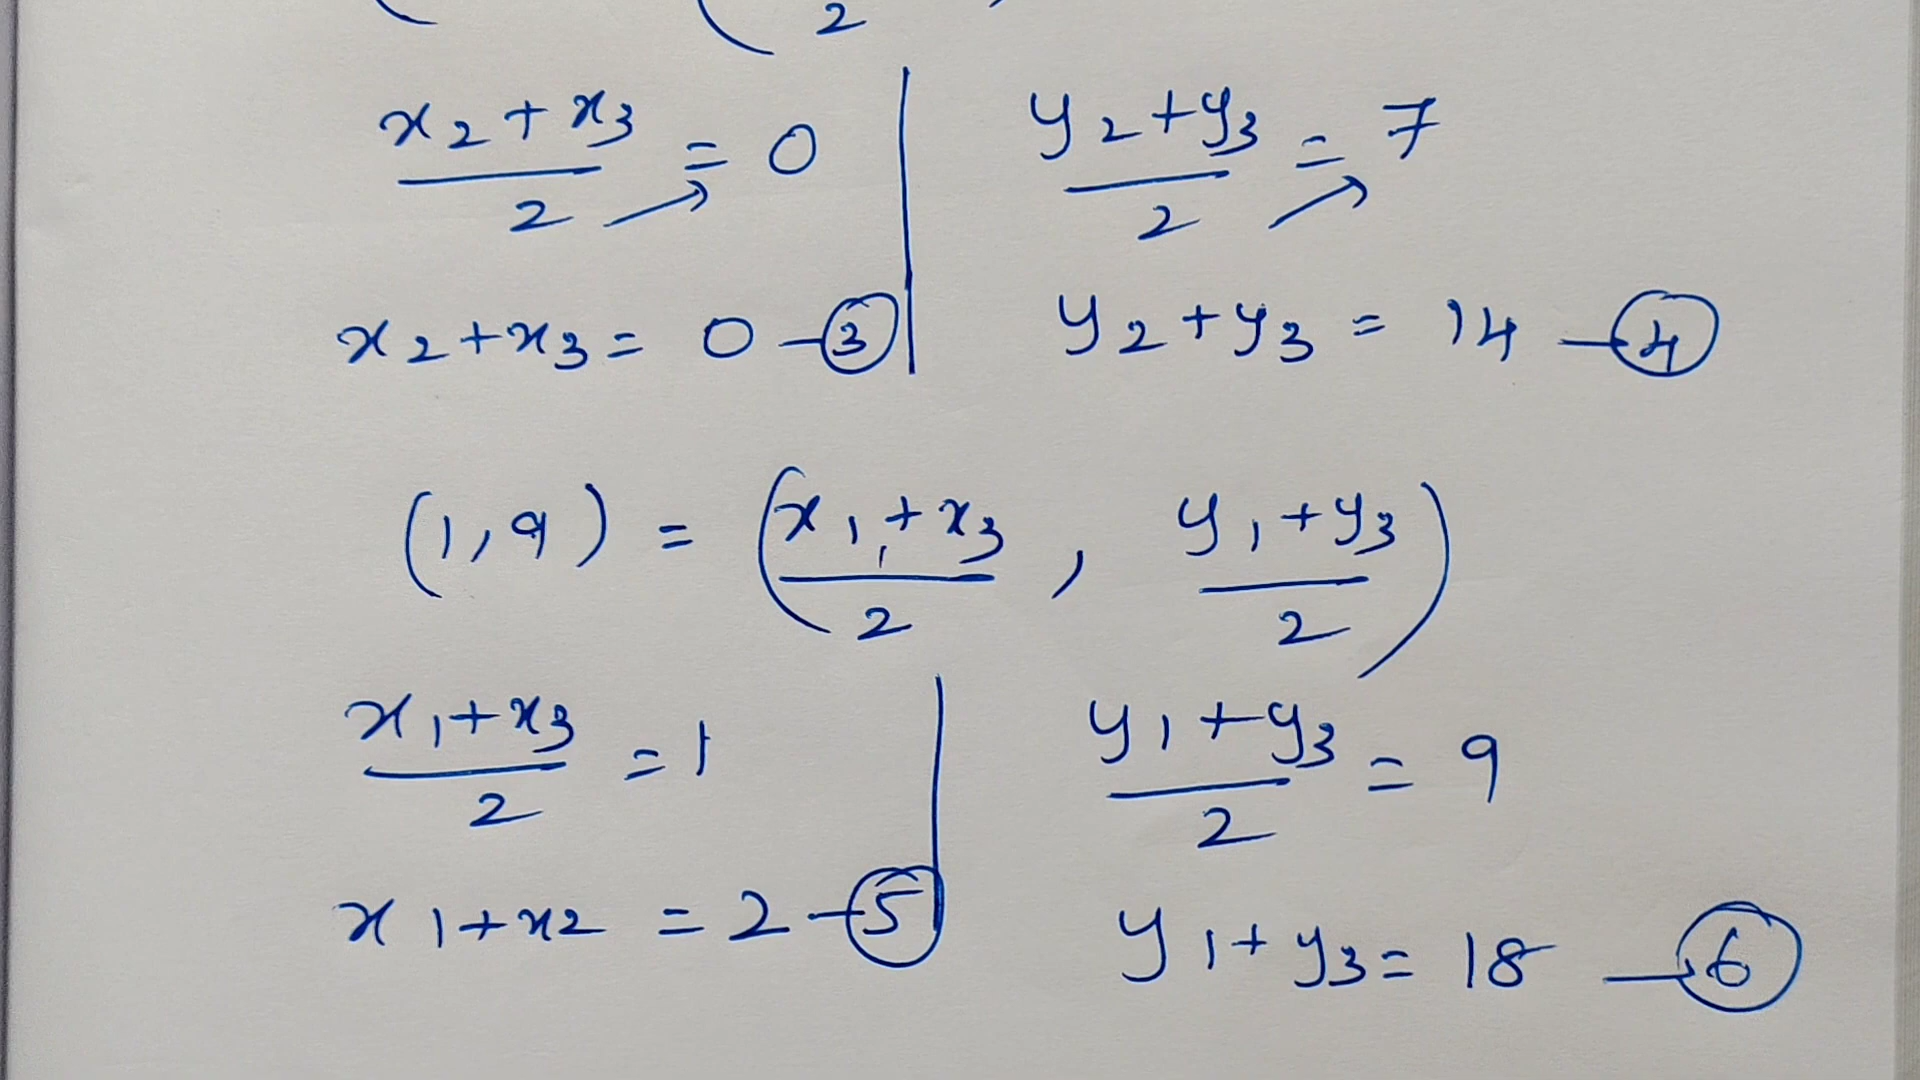 2
x₂ + x₃ / 2 = 0 | y₂ + y₃ / 2 = 7
x₂ + x₃ = 0 — ③ | y₂ + y₃ = 14 — ④
(1, 9) = (x₁ + x₃ / 2 , y₁ + y₃ / 2)
x₁ + x₃ / 2 = 1 | y₁ + y₃ / 2 = 9
x₁ + x₂ = 2 — ⑤ | y₁ + y₃ = 18 — ⑥